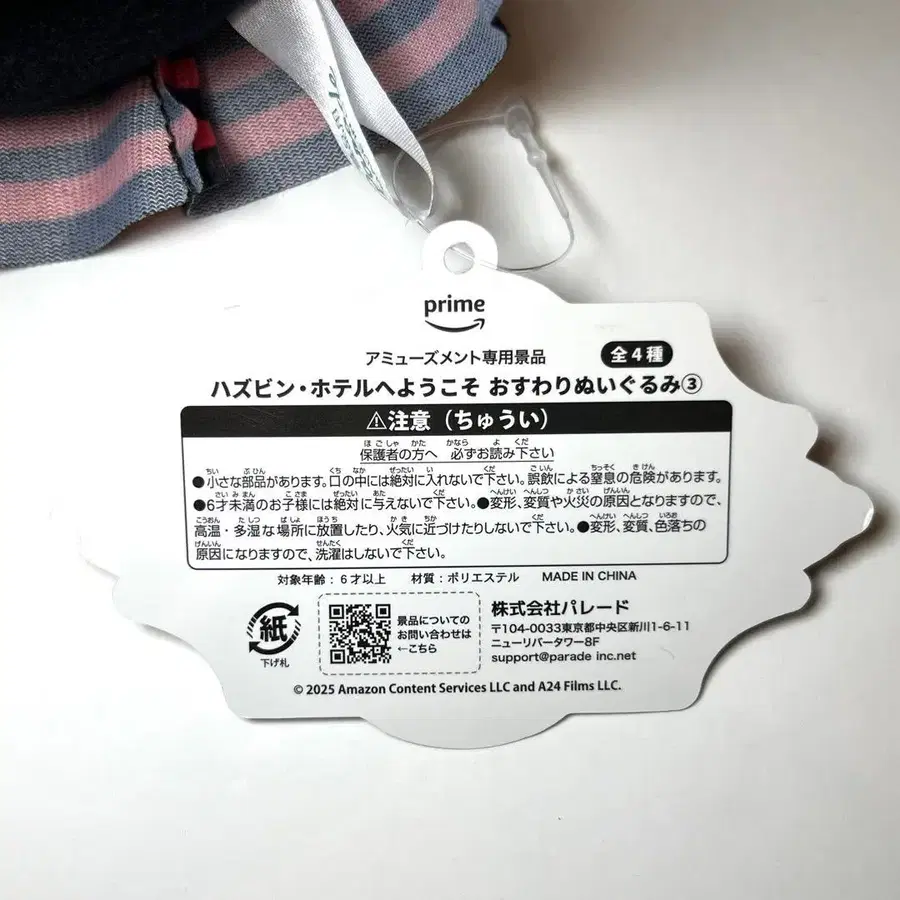 prime
アミューズメント専用景品 全4種
ハズビン・ホテルへようこそ おすわりぬいぐるみ③
⚠注意（ちゅうい）
保護者の方へ 必ずお読み下さい
●小さな部品があります。口の中には絶対に入れないで下さい。誤飲による窒息の危険があります。
●6才未満のお子様には絶対に与えないで下さい。●変形、変質や火災の原因となりますので、
高温・多湿な場所に放置したり、火気に近づけたりしないで下さい。●変形、変質、色落ちの
原因になりますので、洗濯はしないで下さい。
対象年齢：6才以上 材質：ポリエステル MADE IN CHINA
紙
下げ札
景品についての
お問い合わせは
←こちら
株式会社パレード
〒104-0033東京都中央区新川1-6-11
ニューリバータワー8F
support@parade inc.net
© 2025 Amazon Content Services LLC and A24 Films LLC.